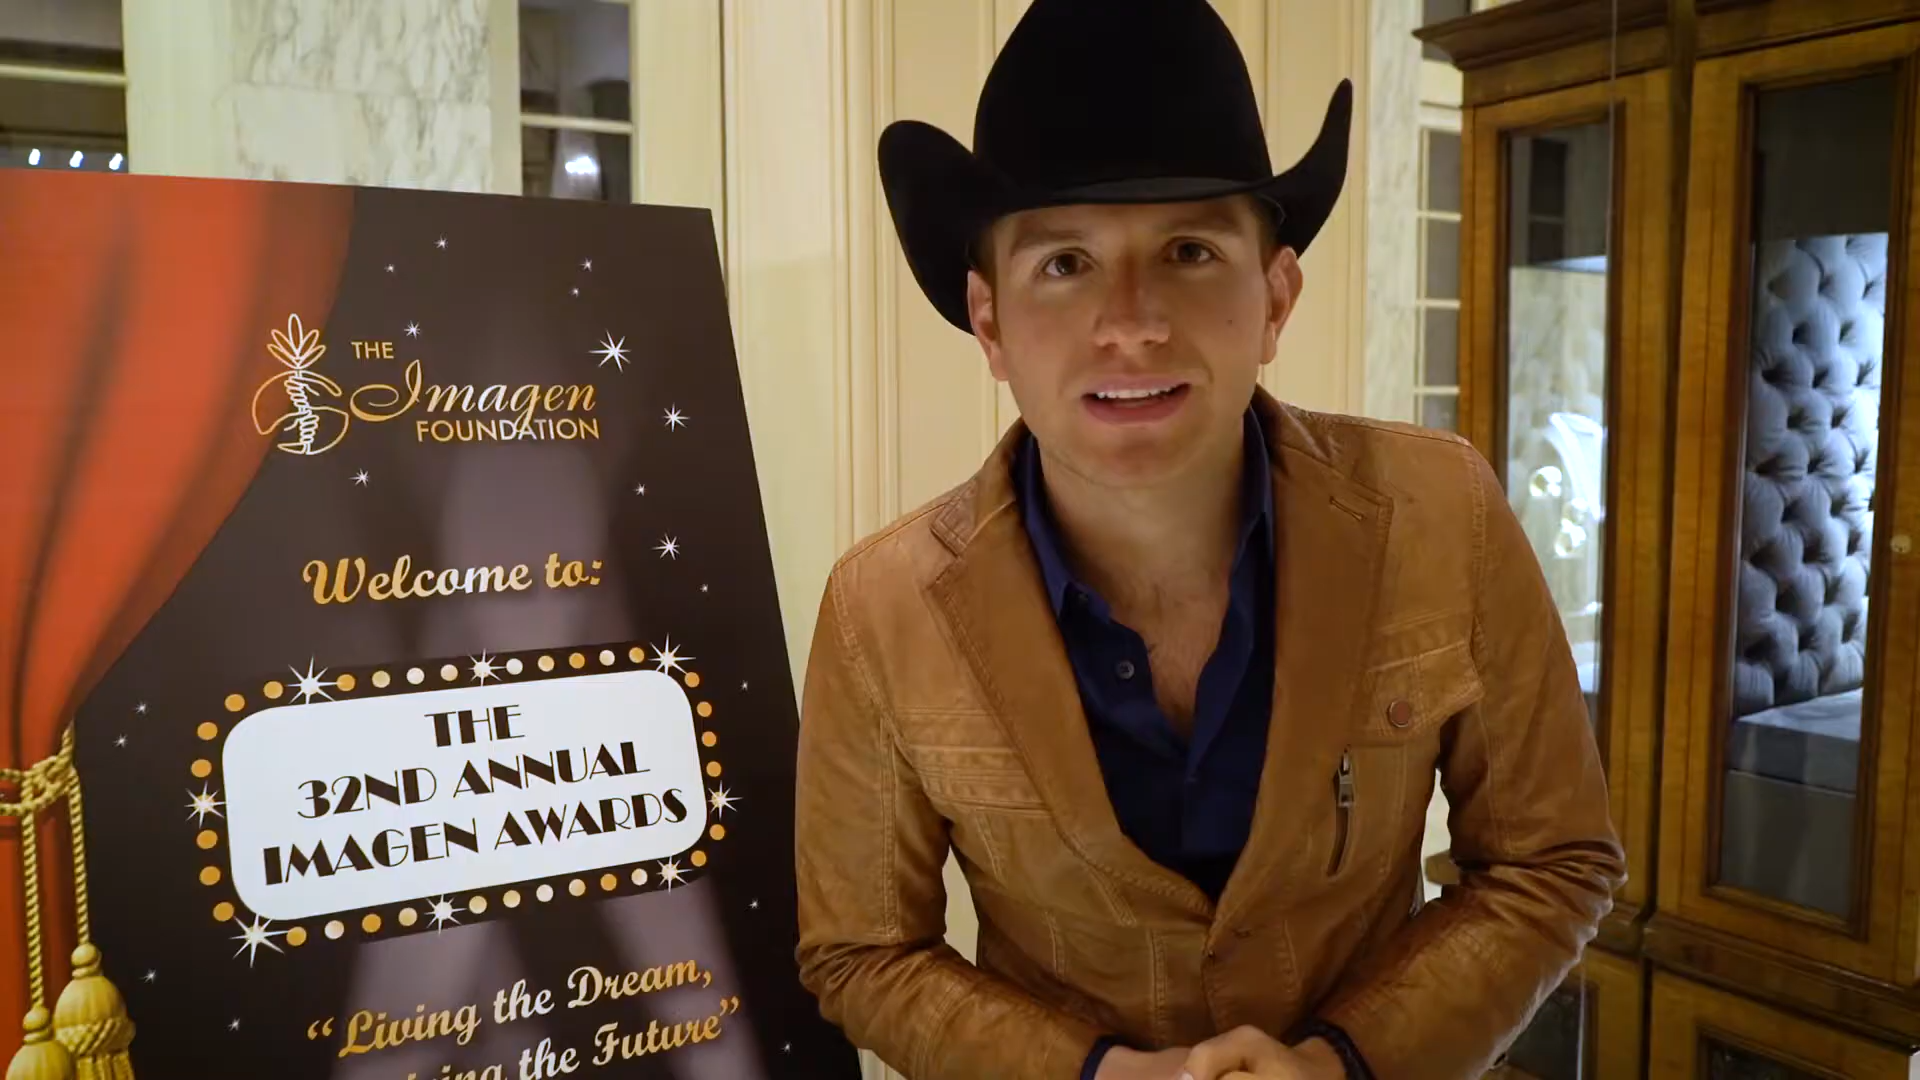 THE
Imagen
FOUNDATION
Welcome to:
THE
32ND ANNUAL
IMAGEN AWARDS
“Living the Dream,
the Future”